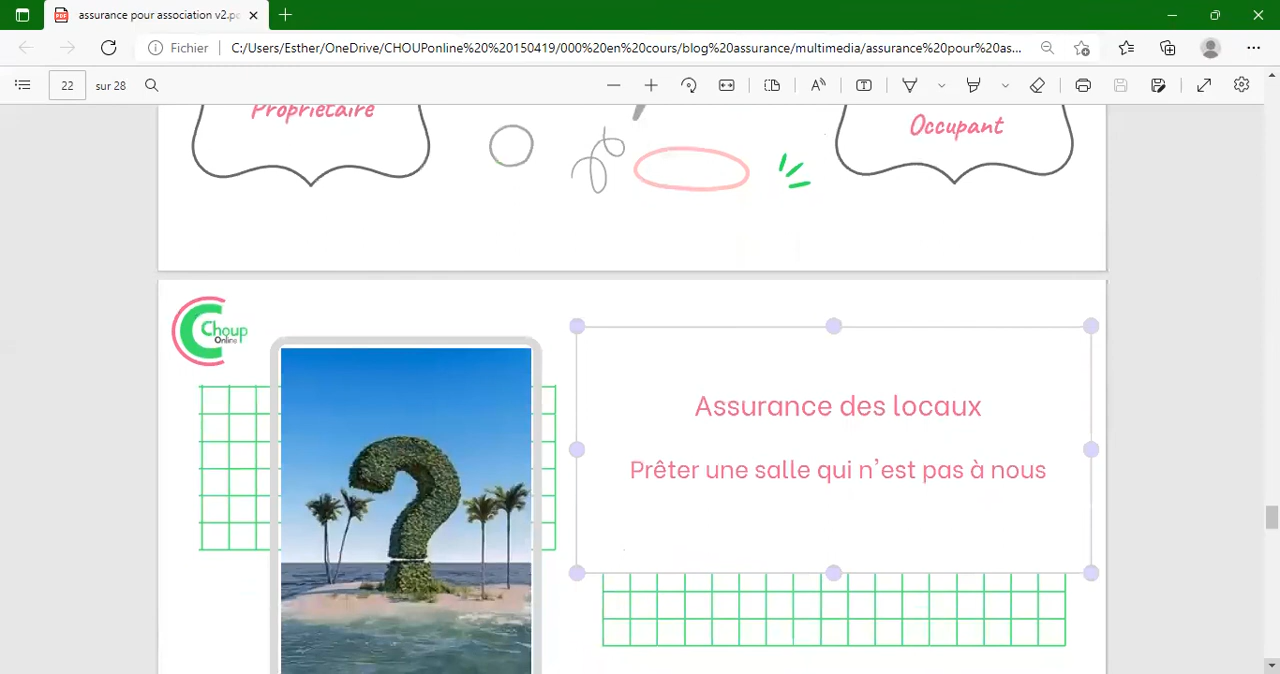 assurance pour association v2.p
Fichier
C:/Users/Esther/OneDrive/CHOUPonline%20%20150419/000%20en%20cours/blog%20assurance/multimedia/assurance%20pour%20as...
22 sur 28
Propriétaire
Occupant
Choup
Online
Assurance des locaux
Prêter une salle qui n'est pas à nous